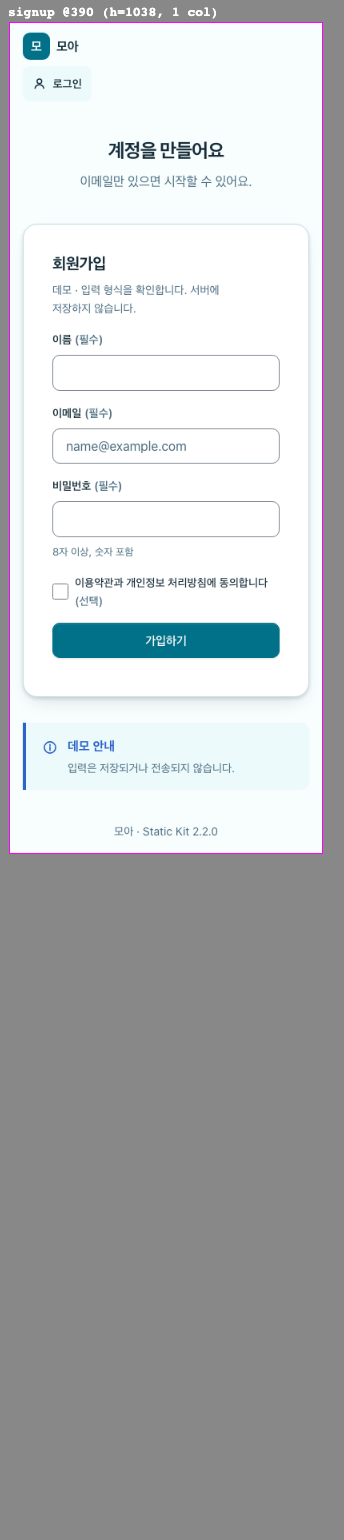 signup @390 (h=1038, 1 col)
모 모아
로그인
계정을 만들어요
이메일만 있으면 시작할 수 있어요.
회원가입
데모 · 입력 형식을 확인합니다. 서버에
저장하지 않습니다.
이름 (필수)
이메일 (필수)
name@example.com
비밀번호 (필수)
8자 이상, 숫자 포함
이용약관과 개인정보 처리방침에 동의합니다
(선택)
가입하기
데모 안내
입력은 저장되거나 전송되지 않습니다.
모아 · Static Kit 2.2.0